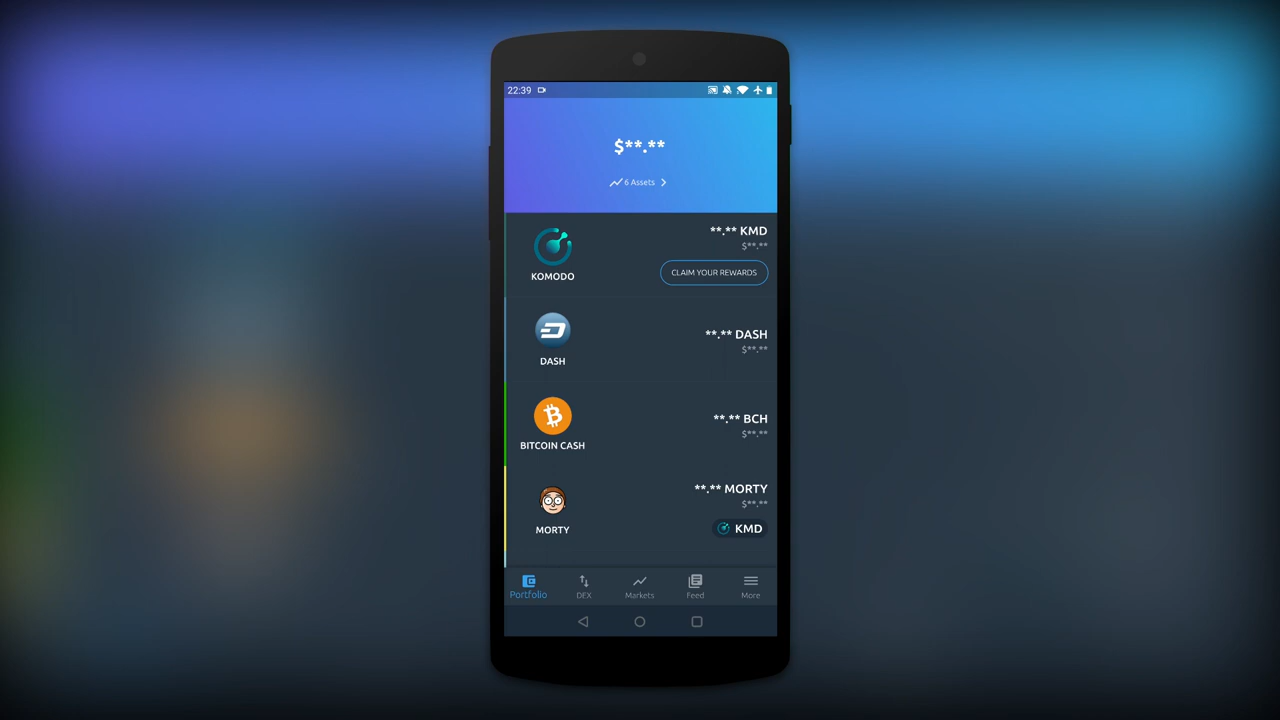 22:39
$**.**
6 Assets
**.** KMD
$**.**
CLAIM YOUR REWARDS
KOMODO
**.** DASH
$**.**
DASH
**.** BCH
$**.**
BITCOIN CASH
**.** MORTY
$**.**
KMD
MORTY
Portfolio
DEX
Markets
Feed
More